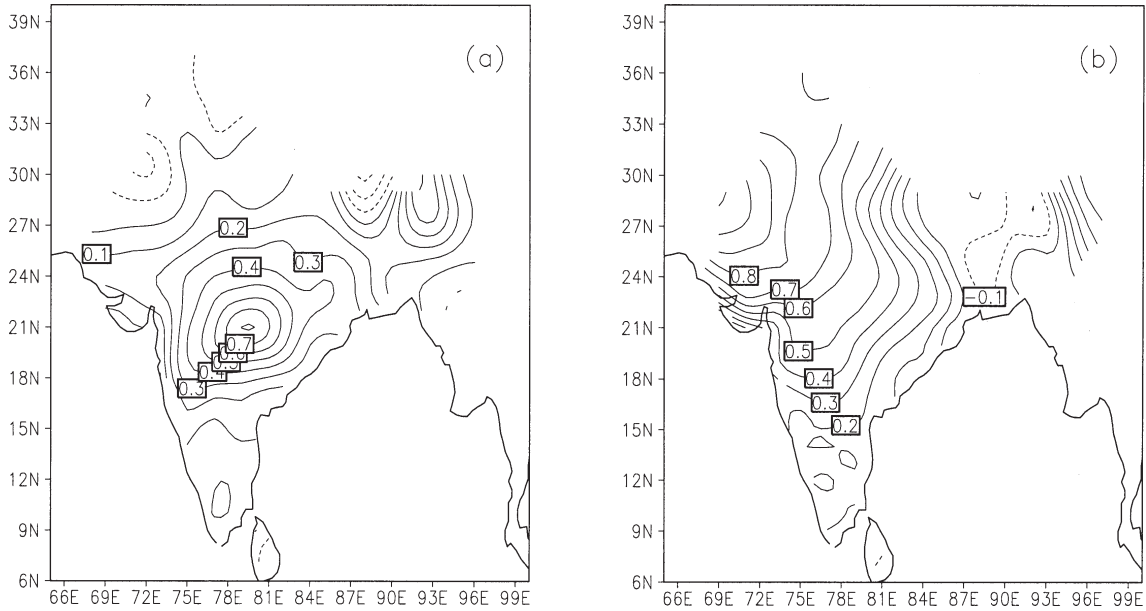 (a)
39N
36N
33N
30N
27N
24N
21N
18N
15N
12N
9N
6N
0.1
0.2
0.3
0.4
0.7
0.3
66E 69E 72E 75E 78E 81E 84E 87E 90E 93E 96E 99E
(b)
39N
36N
33N
30N
27N
24N
21N
18N
15N
12N
9N
6N
0.8
0.7
0.6
-0.1
0.5
0.4
0.3
0.2
66E 69E 72E 75E 78E 81E 84E 87E 90E 93E 96E 99E